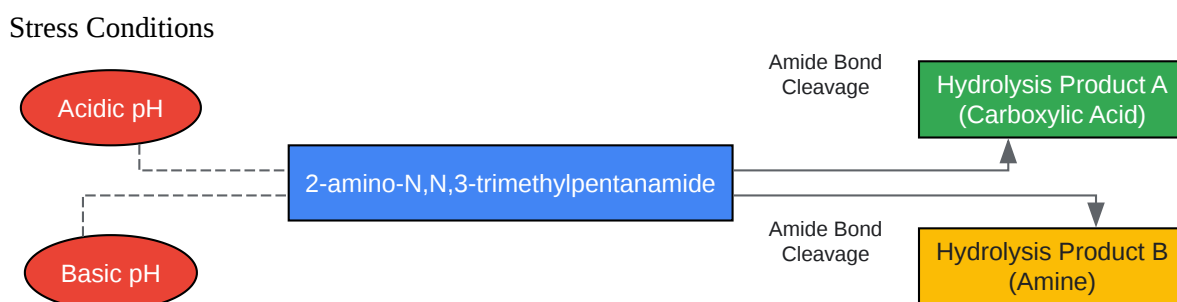 Stress Conditions
Acidic pH
Basic pH
2-amino-N,N,3-trimethylpentanamide
Amide Bond
Cleavage
Hydrolysis Product A
(Carboxylic Acid)
Amide Bond
Cleavage
Hydrolysis Product B
(Amine)